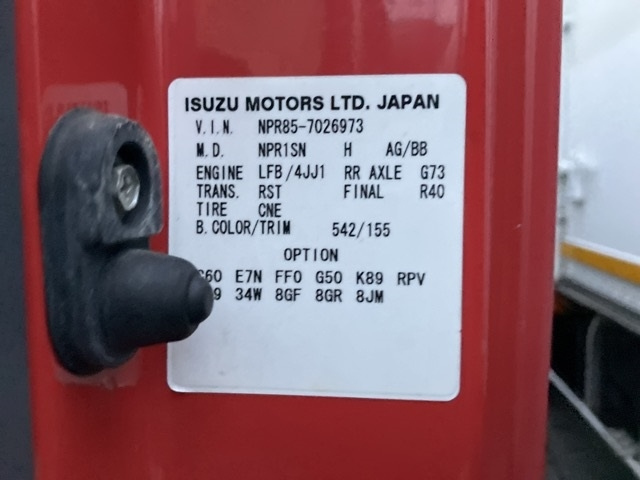 ISUZU MOTORS LTD. JAPAN
V.I.N. NPR85-7026973
M.D. NPR1SN H AG/BB
ENGINE LFB/4JJ1 RR AXLE G73
TRANS. RST FINAL R40
TIRE CNE
B.COLOR/TRIM 542/155
OPTION
E7N FF0 G50 K89 RPV
34W 8GF 8GR 8JM